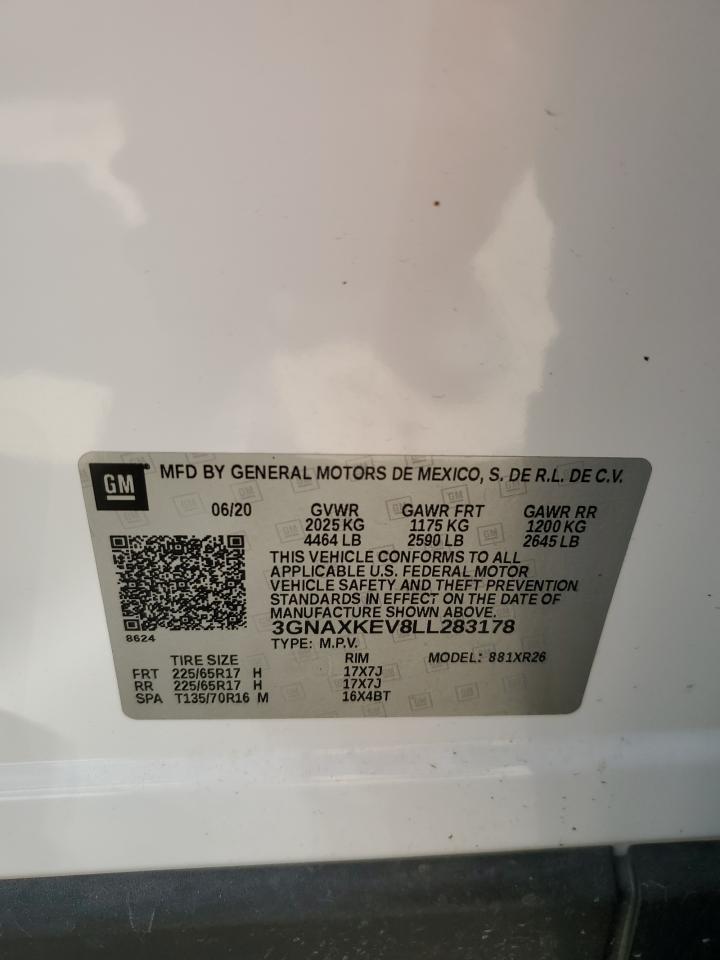 GM
MFD BY GENERAL MOTORS DE MEXICO, S. DE R.L. DE C.V.
06/20 GVWR GAWR FRT GAWR RR
2025 KG 1175 KG 1200 KG
4464 LB 2590 LB 2645 LB
THIS VEHICLE CONFORMS TO ALL
APPLICABLE U.S. FEDERAL MOTOR
VEHICLE SAFETY AND THEFT PREVENTION
STANDARDS IN EFFECT ON THE DATE OF
MANUFACTURE SHOWN ABOVE.
8624
3GNAXKEV8LL283178
TYPE: M.P.V.
TIRE SIZE RIM MODEL: 881XR26
FRT 225/65R17 H 17X7J
RR 225/65R17 H 17X7J
SPA T135/70R16 M 16X4BT